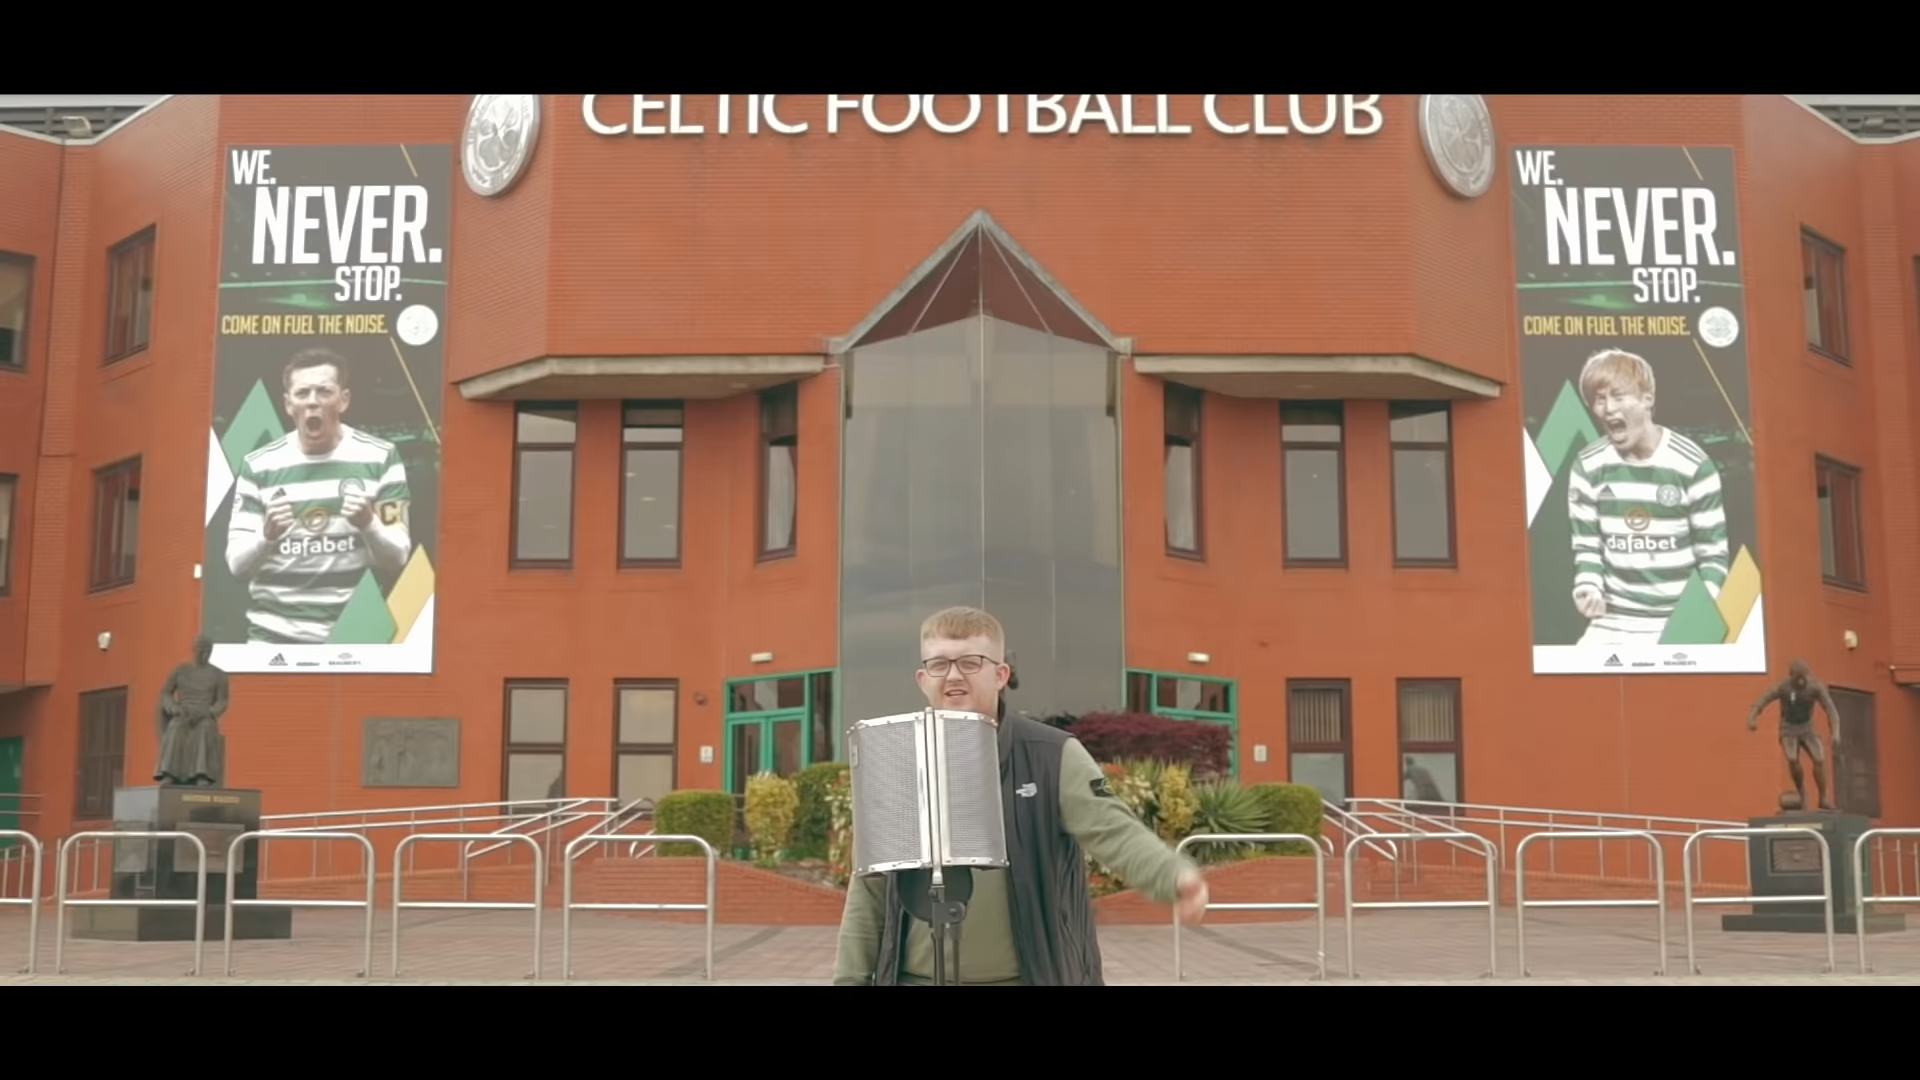 CELTIC FOOTBALL CLUB
WE.
NEVER.
STOP.
COME ON FUEL THE NOISE.
C
dafabet
WE.
NEVER.
STOP.
COME ON FUEL THE NOISE.
dafabet